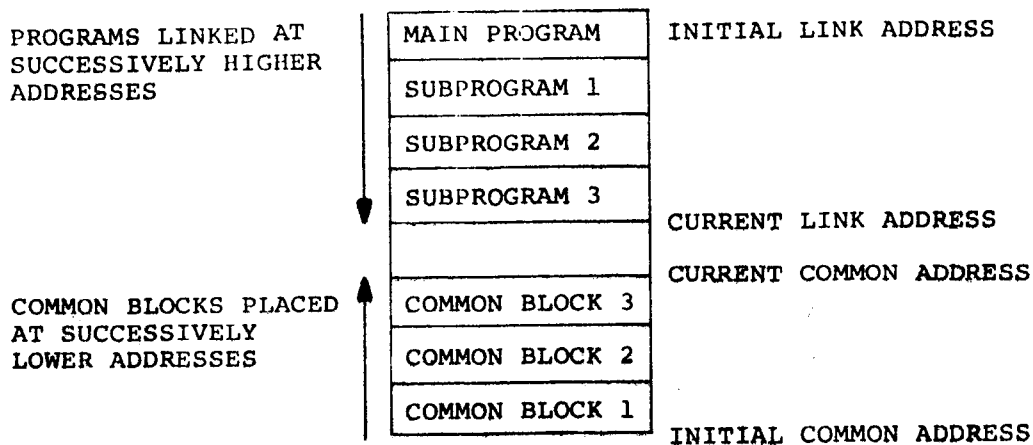 PROGRAMS LINKED AT
SUCCESSIVELY HIGHER
ADDRESSES
MAIN PROGRAM
SUBPROGRAM 1
SUBPROGRAM 2
SUBPROGRAM 3
INITIAL LINK ADDRESS
CURRENT LINK ADDRESS
CURRENT COMMON ADDRESS
COMMON BLOCKS PLACED
AT SUCCESSIVELY
LOWER ADDRESSES
COMMON BLOCK 3
COMMON BLOCK 2
COMMON BLOCK 1
INITIAL COMMON ADDRESS